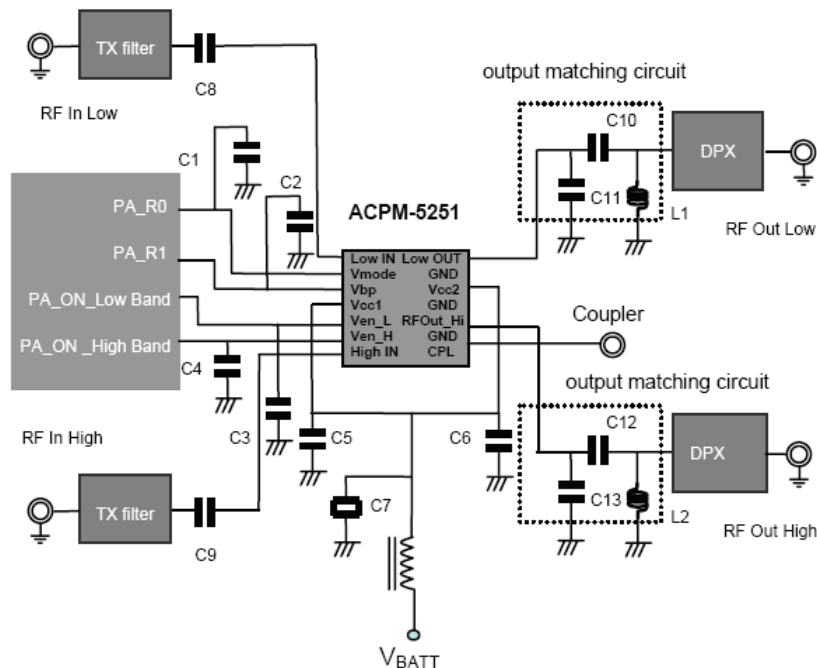 TX filter
C8
RF In Low
output matching circuit
C10
DPX
C11
L1
RF Out Low
C1
C2
PA_R0
PA_R1
PA_ON_Low Band
PA_ON _High Band
ACPM-5251
Low IN Low OUT
Vmode GND
Vbp Vcc2
Vcc1 GND
Ven_L RFOut_Hi
Ven_H GND
High IN CPL
Coupler
C4
C3
C5
C6
RF In High
output matching circuit
C12
DPX
C13
L2
RF Out High
C7
TX filter
C9
VBATT